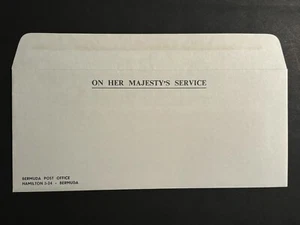 ON HER MAJESTY'S SERVICE
BERMUDA POST OFFICE
HAMILTON 5-24 - BERMUDA